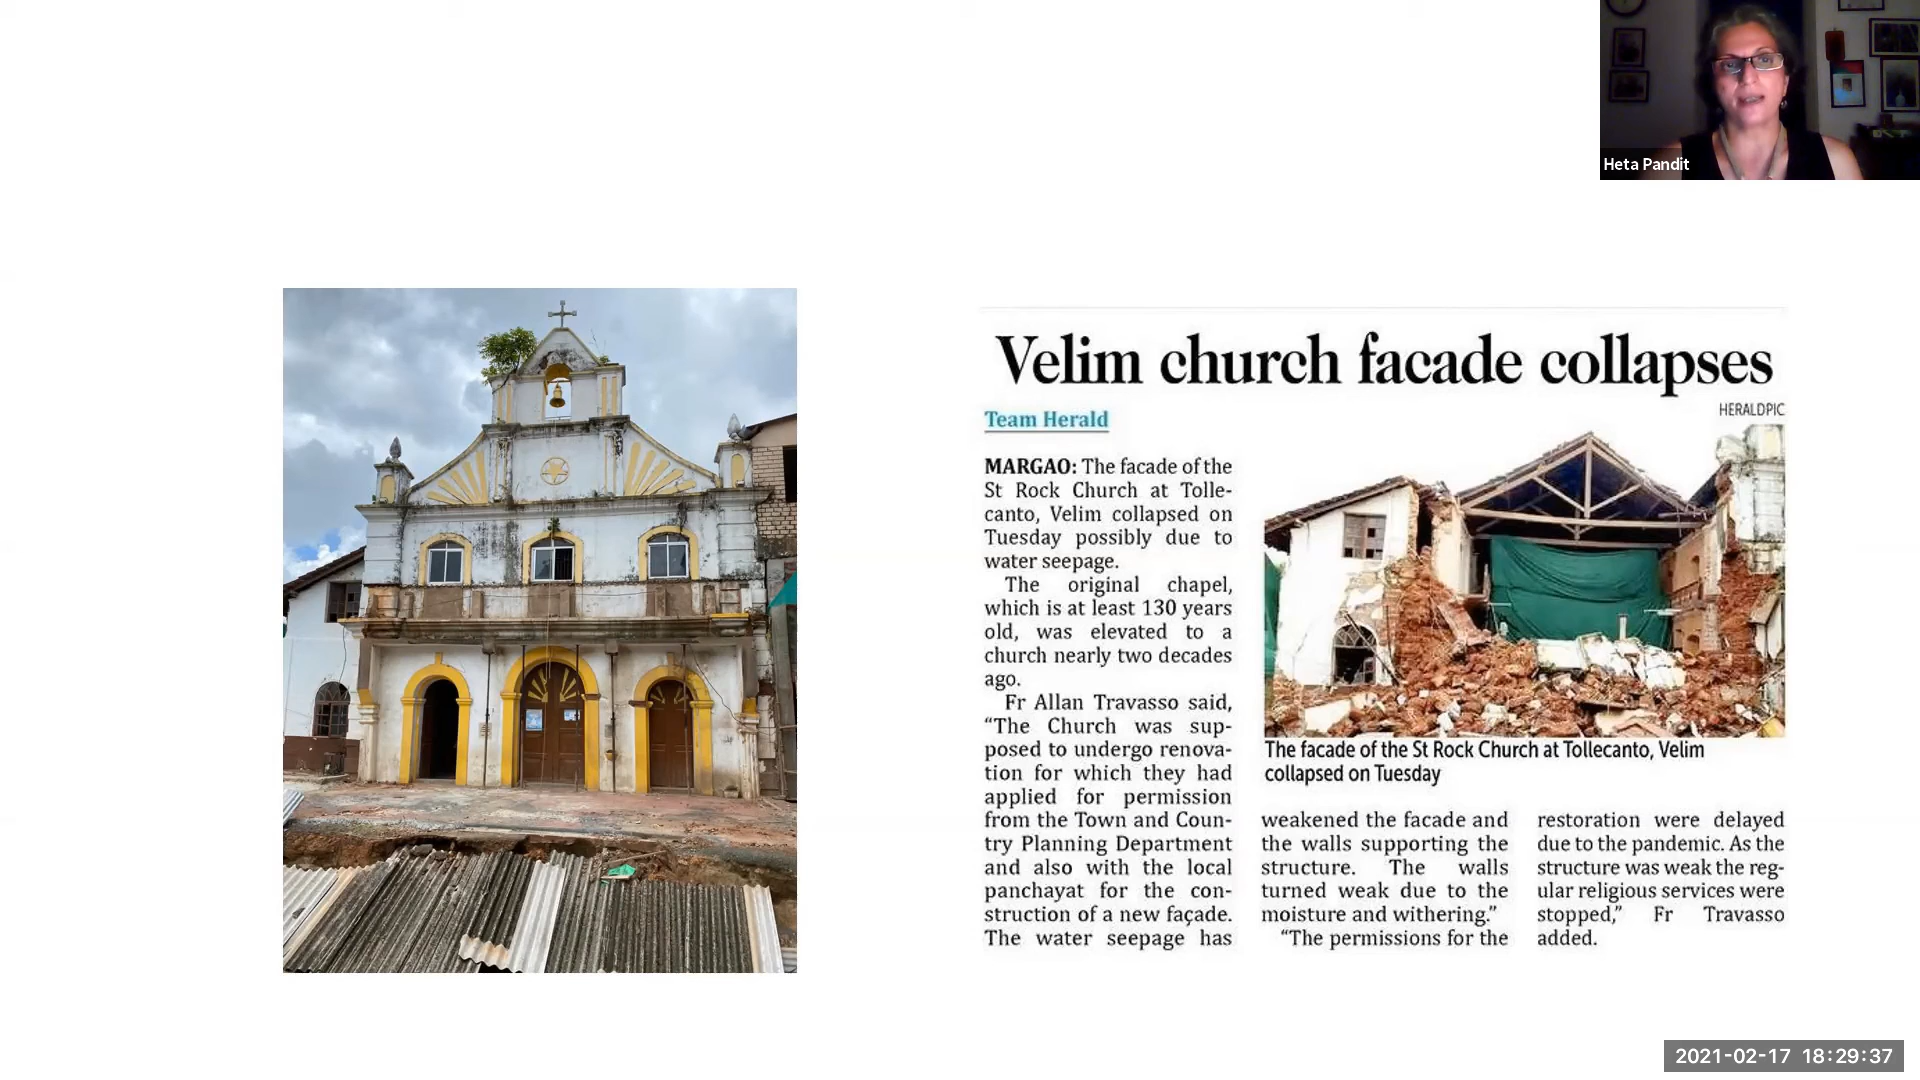 Heta Pandit
Velim church facade collapses
HERALDPIC
Team Herald
MARGAO: The facade of the
St Rock Church at Tolle-
canto, Velim collapsed on
Tuesday possibly due to
water seepage.
The original chapel,
which is at least 130 years
old, was elevated to a
church nearly two decades
ago.
Fr Allan Travasso said,
“The Church was sup-
posed to undergo renova-
tion for which they had
applied for permission
from the Town and Coun-
try Planning Department
and also with the local
panchayat for the con-
struction of a new façade.
The water seepage has
The facade of the St Rock Church at Tollecanto, Velim
collapsed on Tuesday
weakened the facade and
the walls supporting the
structure. The walls
turned weak due to the
moisture and withering.”
“The permissions for the
restoration were delayed
due to the pandemic. As the
structure was weak the reg-
ular religious services were
stopped,” Fr Travasso
added.
2021-02-17 18:29:37